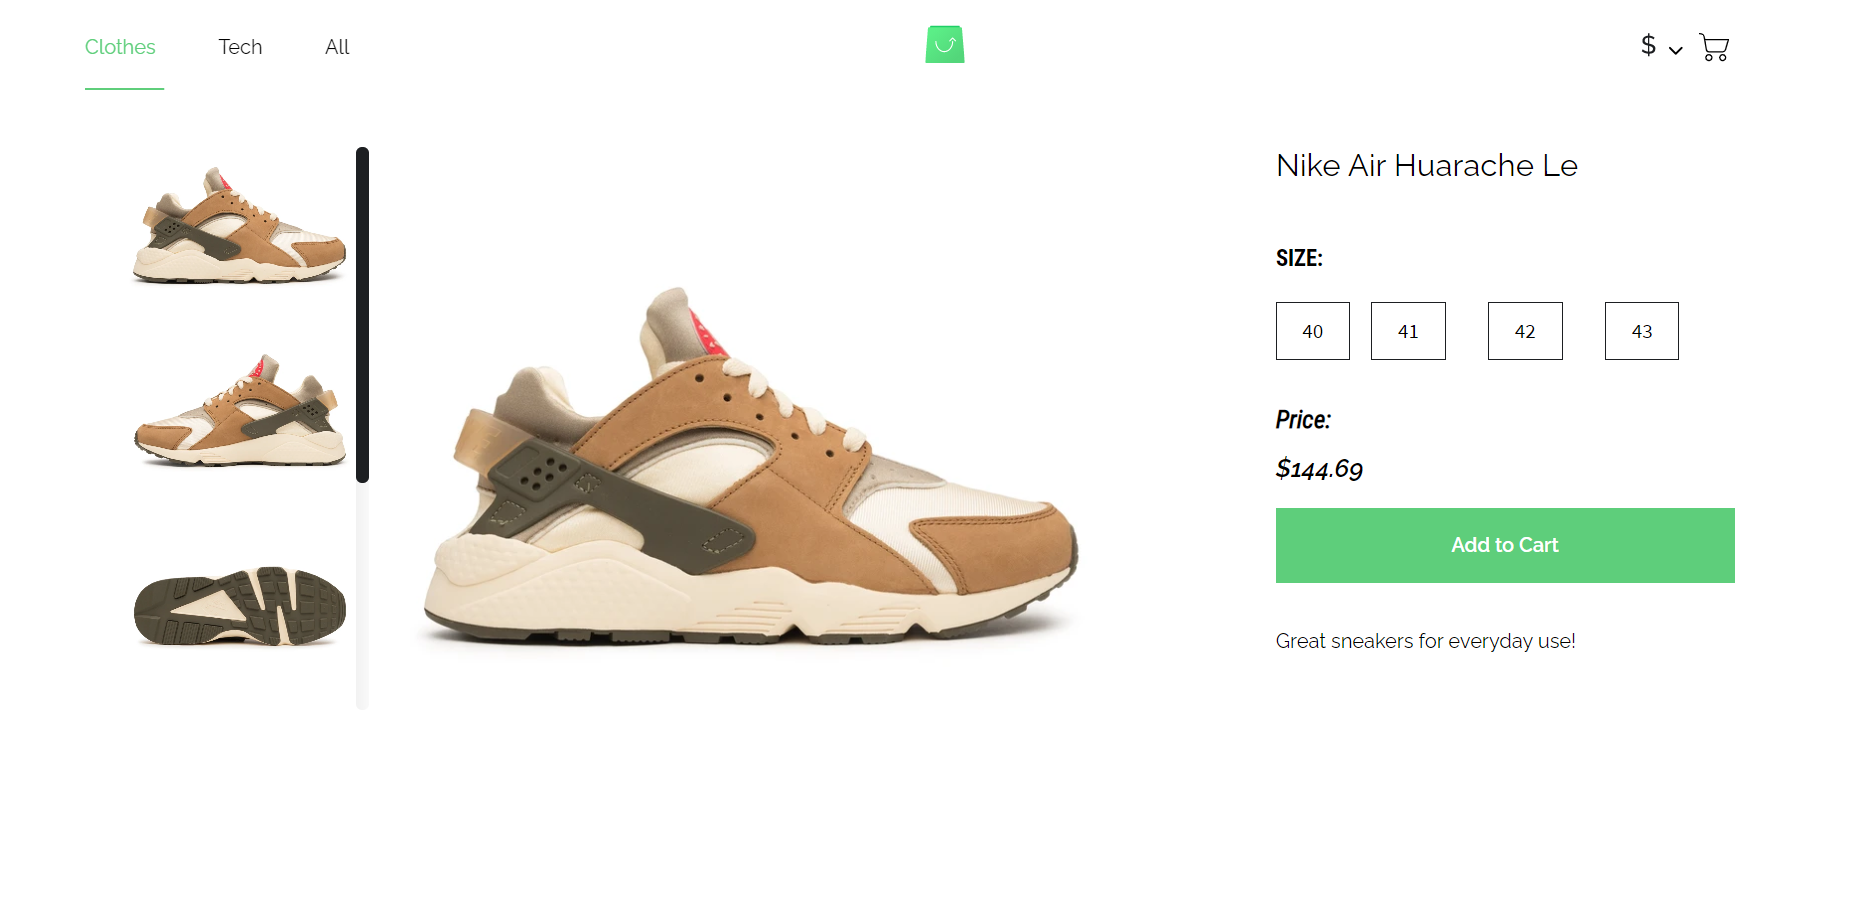 Clothes Tech All $
Nike Air Huarache Le
SIZE:
40 41 42 43
Price:
$144.69
Add to Cart
Great sneakers for everyday use!